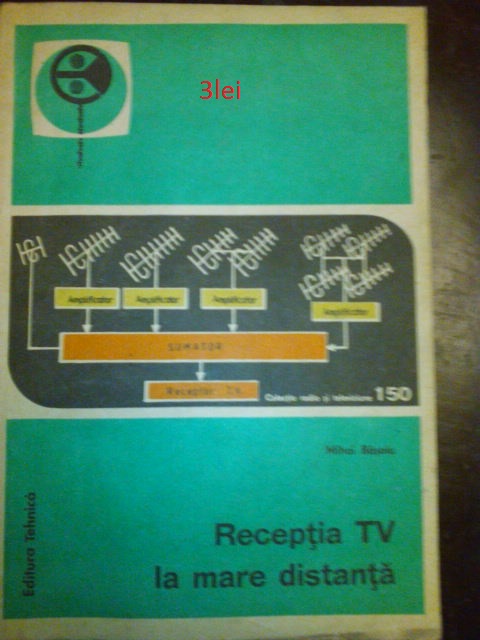 3lei
Amplificator Amplificator Amplificator Amplificator
SUMATOR
Receptor TV
Colecția radio și televiziune 150
Mihai Băşoiu
Recepția TV
la mare distanță
Editura Tehnică